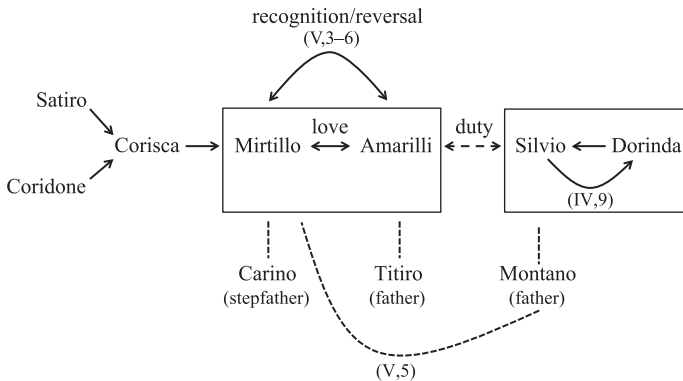 recognition/reversal
(V,3–6)
Satiro
love
duty
Corisca
Mirtillo
Amarilli
Silvio
Dorinda
Coridone
(IV,9)
Carino
(stepfather)
Titiro
(father)
Montano
(father)
(V,5)